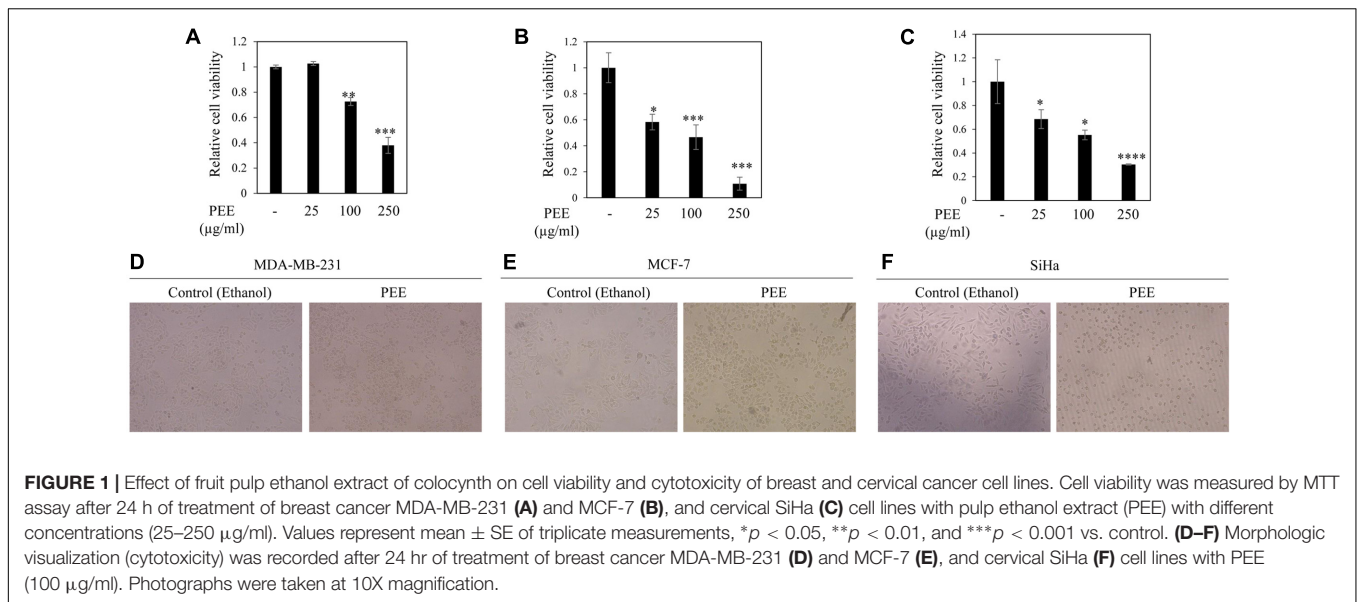 A
B
C
1.2
1
0.8
0.6
0.4
0.2
0
Relative cell viability
**
***
PEE
(µg/ml)
- 25 100 250
1.2
1
0.8
0.6
0.4
0.2
0
Relative cell viability
*
***
***
PEE
(µg/ml)
- 25 100 250
1.4
1.2
1
0.8
0.6
0.4
0.2
0
Relative cell viability
*
*
****
PEE
(µg/ml)
- 25 100 250
D
MDA-MB-231
Control (Ethanol) PEE
E
MCF-7
Control (Ethanol) PEE
F
SiHa
Control (Ethanol) PEE
FIGURE 1 | Effect of fruit pulp ethanol extract of colocynth on cell viability and cytotoxicity of breast and cervical cancer cell lines. Cell viability was measured by MTT
assay after 24 h of treatment of breast cancer MDA-MB-231 (A) and MCF-7 (B), and cervical SiHa (C) cell lines with pulp ethanol extract (PEE) with different
concentrations (25–250 µg/ml). Values represent mean ± SE of triplicate measurements, *p < 0.05, **p < 0.01, and ***p < 0.001 vs. control. (D–F) Morphologic
visualization (cytotoxicity) was recorded after 24 hr of treatment of breast cancer MDA-MB-231 (D) and MCF-7 (E), and cervical SiHa (F) cell lines with PEE
(100 µg/ml). Photographs were taken at 10X magnification.